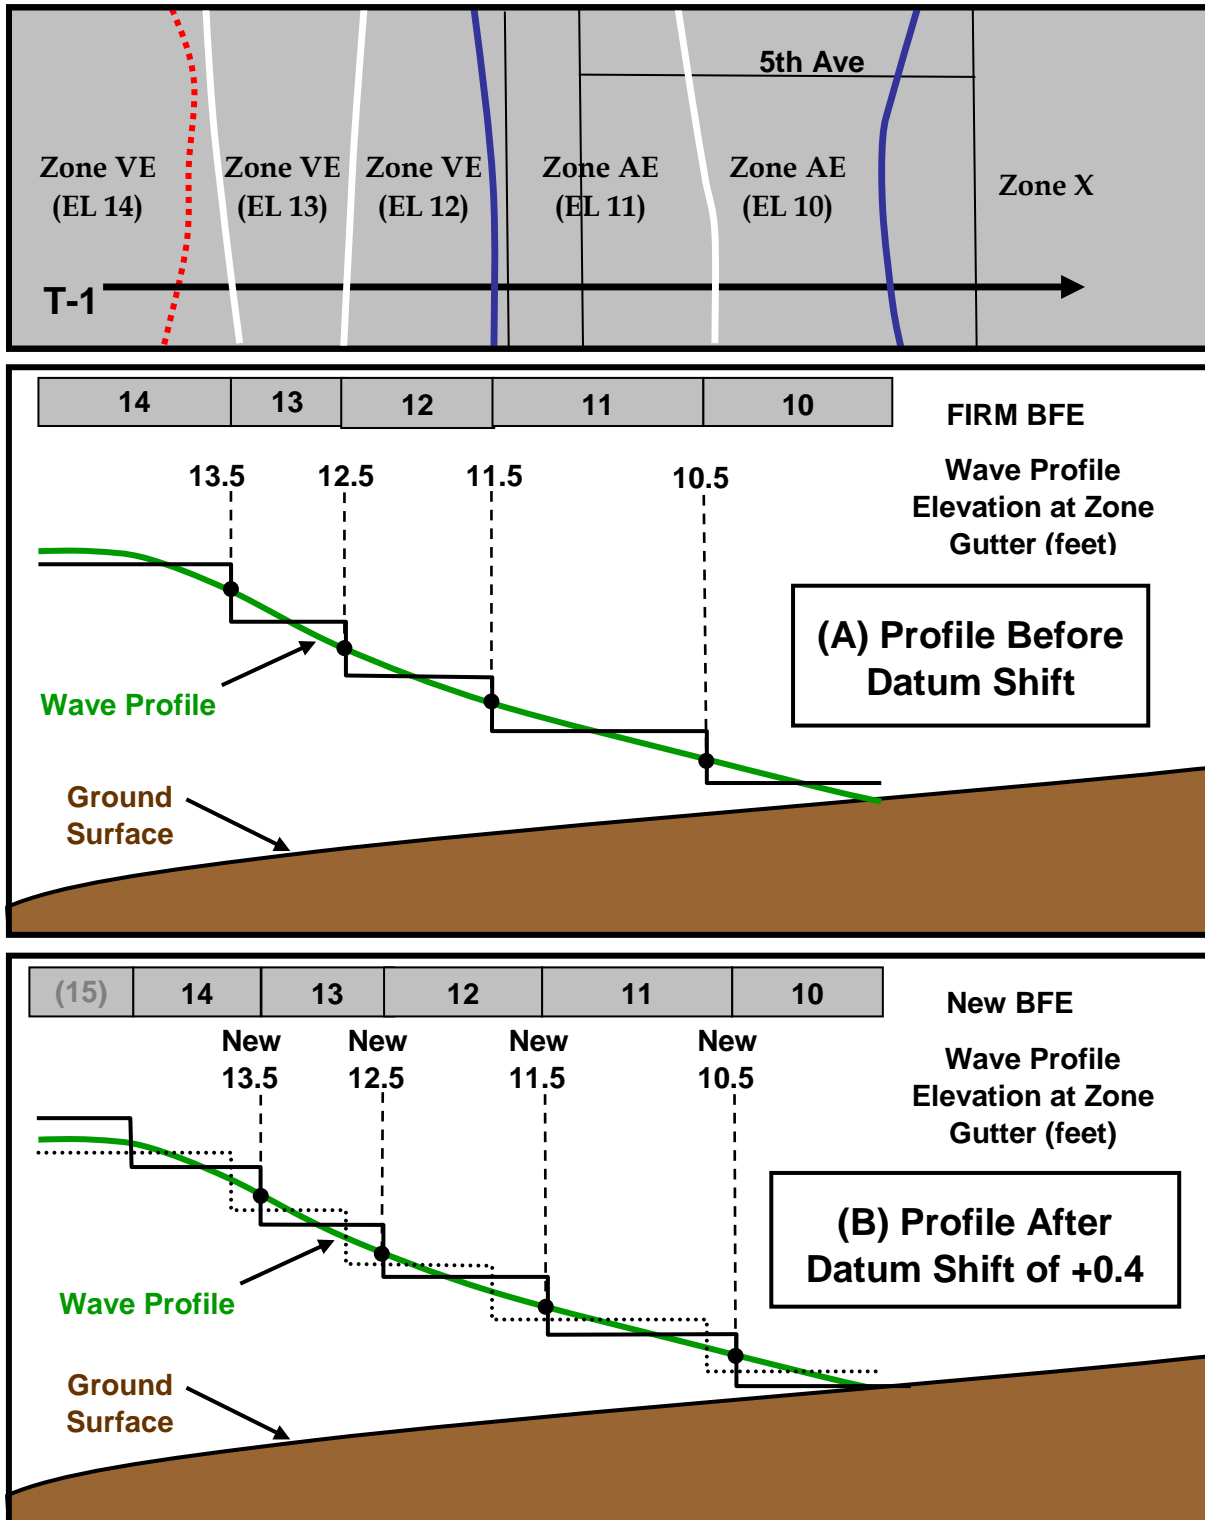 5th Ave
Zone VE
(EL 14)
Zone VE
(EL 13)
Zone VE
(EL 12)
Zone AE
(EL 11)
Zone AE
(EL 10)
Zone X
T-1
14 13 12 11 10
FIRM BFE
13.5 12.5 11.5 10.5
Wave Profile
Elevation at Zone
Gutter (feet)
(A) Profile Before
Datum Shift
Wave Profile
Ground
Surface
(15) 14 13 12 11 10
New BFE
New New New New
13.5 12.5 11.5 10.5
Wave Profile
Elevation at Zone
Gutter (feet)
(B) Profile After
Datum Shift of +0.4
Wave Profile
Ground
Surface